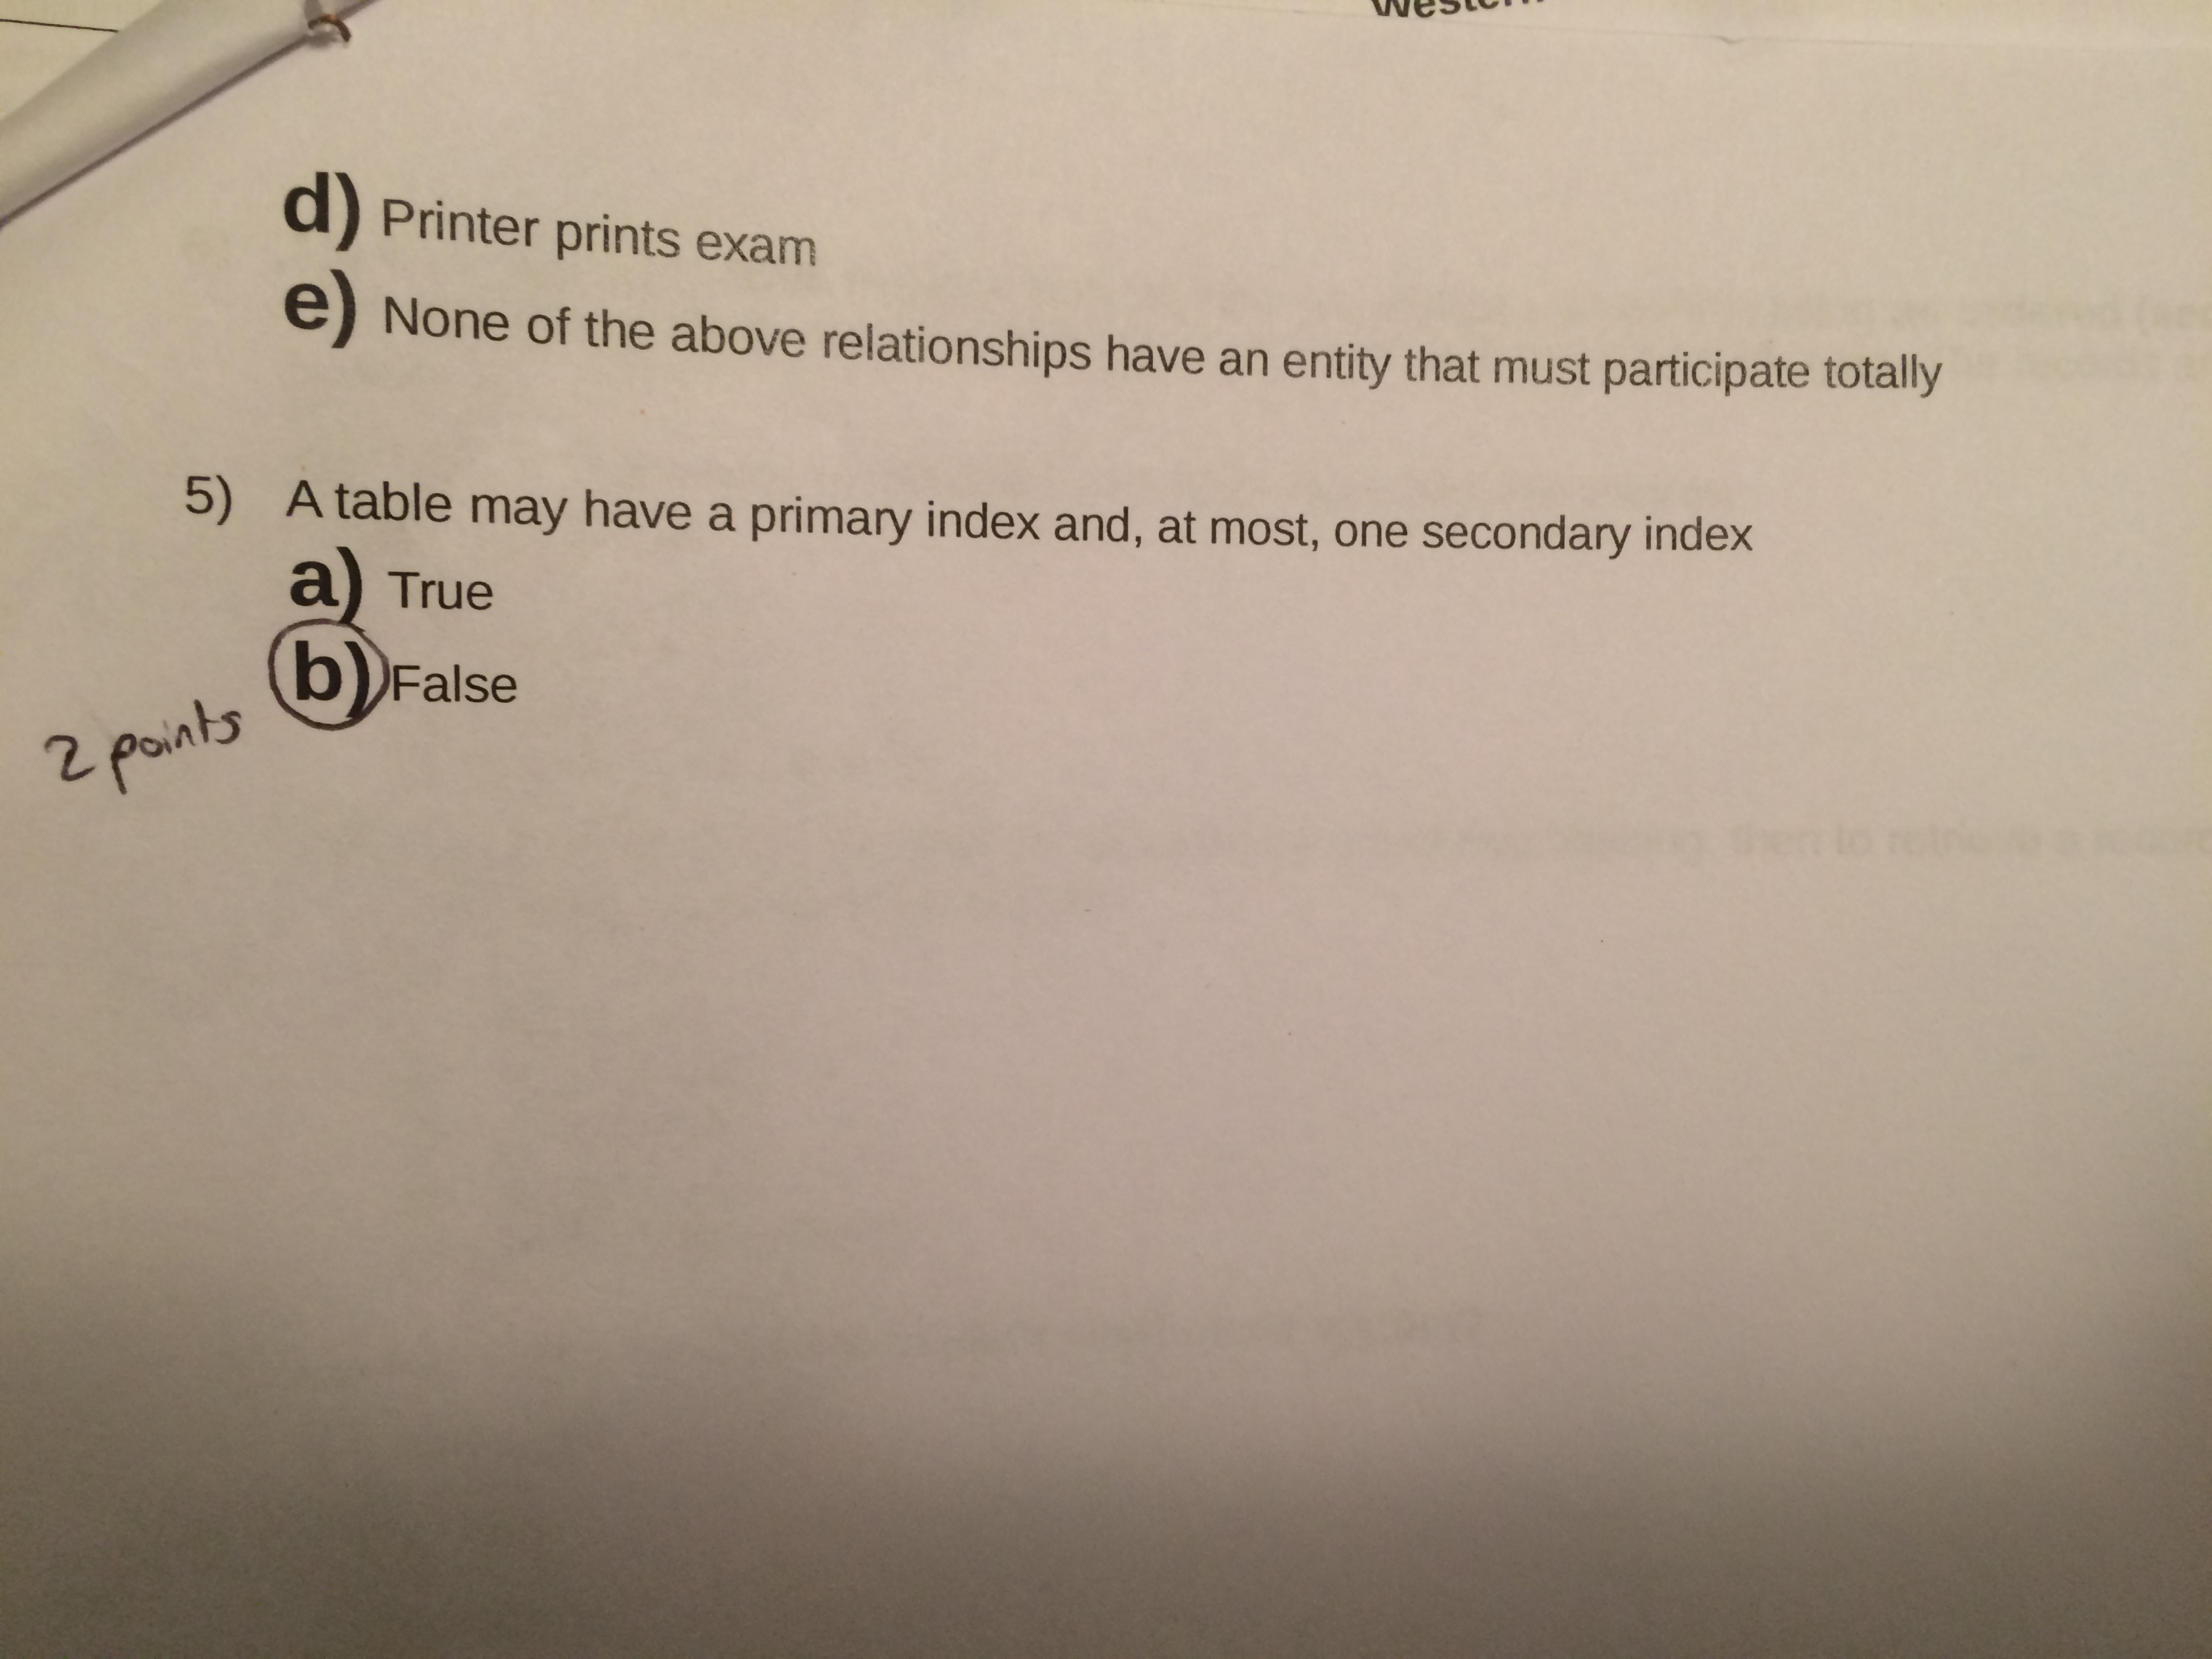 d) Printer prints exam
e) None of the above relationships have an entity that must participate totally
5) A table may have a primary index and, at most, one secondary index
a) True
b) False
2 points